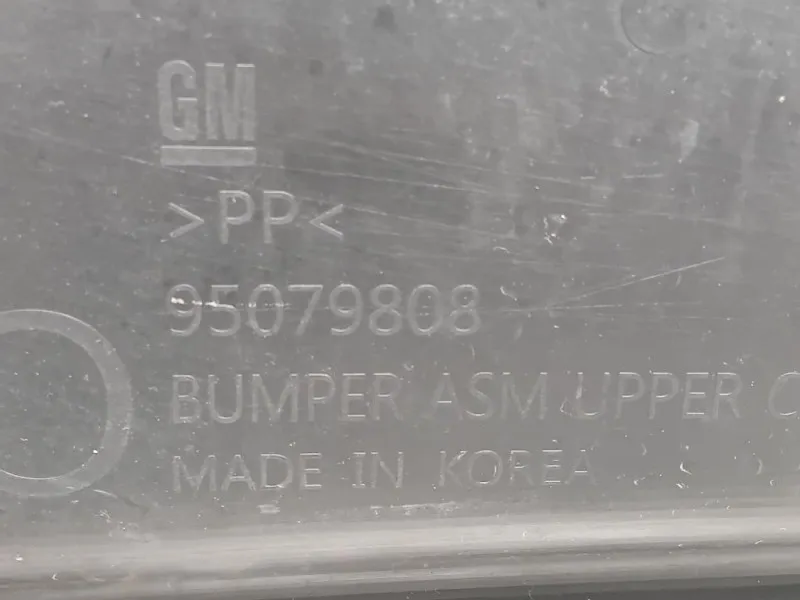 GM
>PP<
95079808
BUMPER ASM UPPER C
MADE IN KOREA